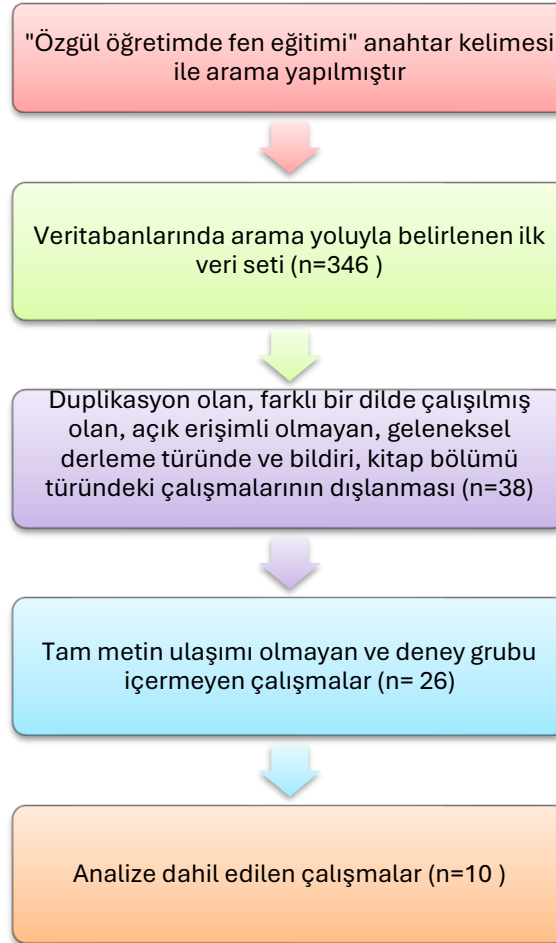 "Özgül öğretimde fen eğitimi" anahtar kelimesi
ile arama yapılmıştır
Veritabanlarında arama yoluyla belirlenen ilk
veri seti (n=346 )
Duplikasyon olan, farklı bir dilde çalışılmış
olan, açık erişimli olmayan, geleneksel
derleme türünde ve bildiri, kitap bölümü
türündeki çalışmalarının dışlanması (n=38)
Tam metin ulaşımı olmayan ve deney grubu
içermeyen çalışmalar (n= 26)
Analize dahil edilen çalışmalar (n=10 )